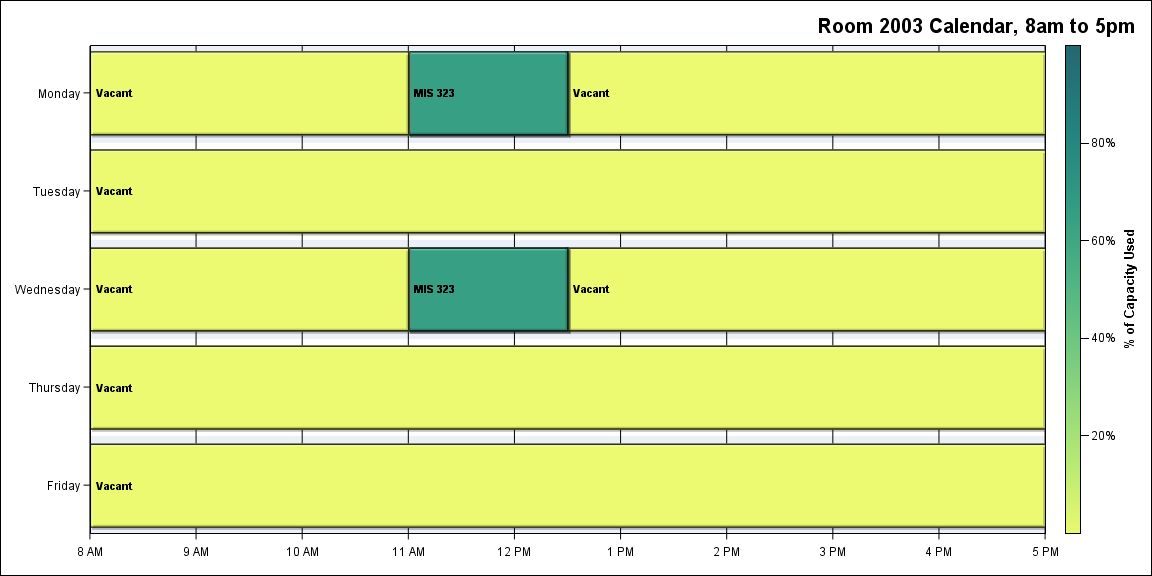 Room 2003 Calendar, 8am to 5pm
Monday
Vacant
MIS 323
Vacant
Tuesday
Vacant
Wednesday
Vacant
MIS 323
Vacant
Thursday
Vacant
Friday
Vacant
8 AM
9 AM
10 AM
11 AM
12 PM
1 PM
2 PM
3 PM
4 PM
5 PM
80%
60%
40%
20%
% of Capacity Used